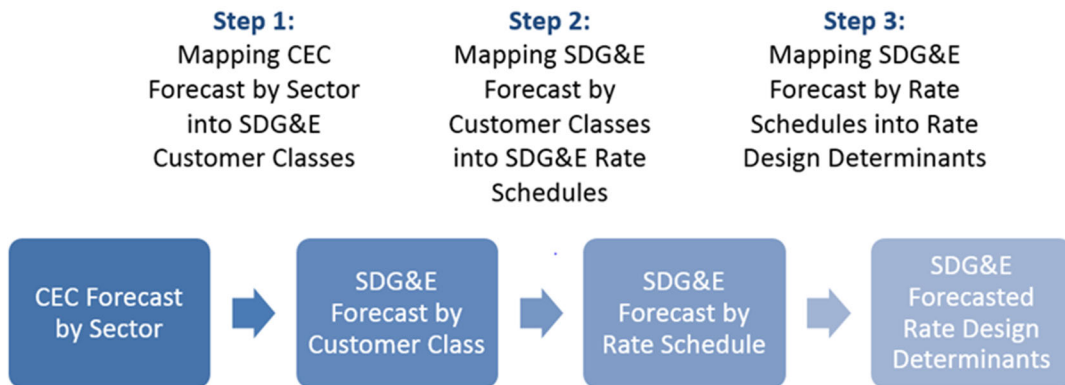 Step 1:
Mapping CEC
Forecast by Sector
into SDG&E
Customer Classes
Step 2:
Mapping SDG&E
Forecast by
Customer Classes
into SDG&E Rate
Schedules
Step 3:
Mapping SDG&E
Forecast by Rate
Schedules into Rate
Design Determinants
CEC Forecast
by Sector
SDG&E
Forecast by
Customer Class
SDG&E
Forecast by
Rate Schedule
SDG&E
Forecasted
Rate Design
Determinants